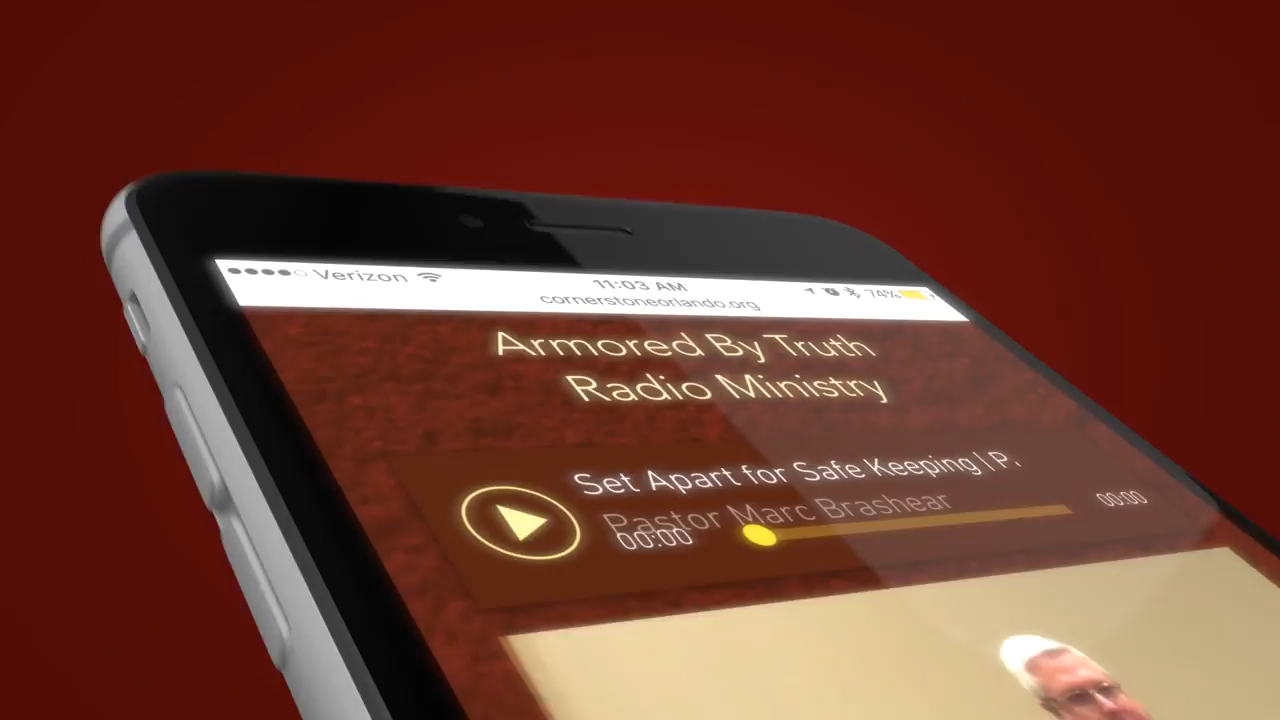 Verizon 11:03 AM 74%
cornerstoneorlando.org
Armored By Truth
Radio Ministry
Set Apart for Safe Keeping | P.
Pastor Marc Brashear
00:00 00:00